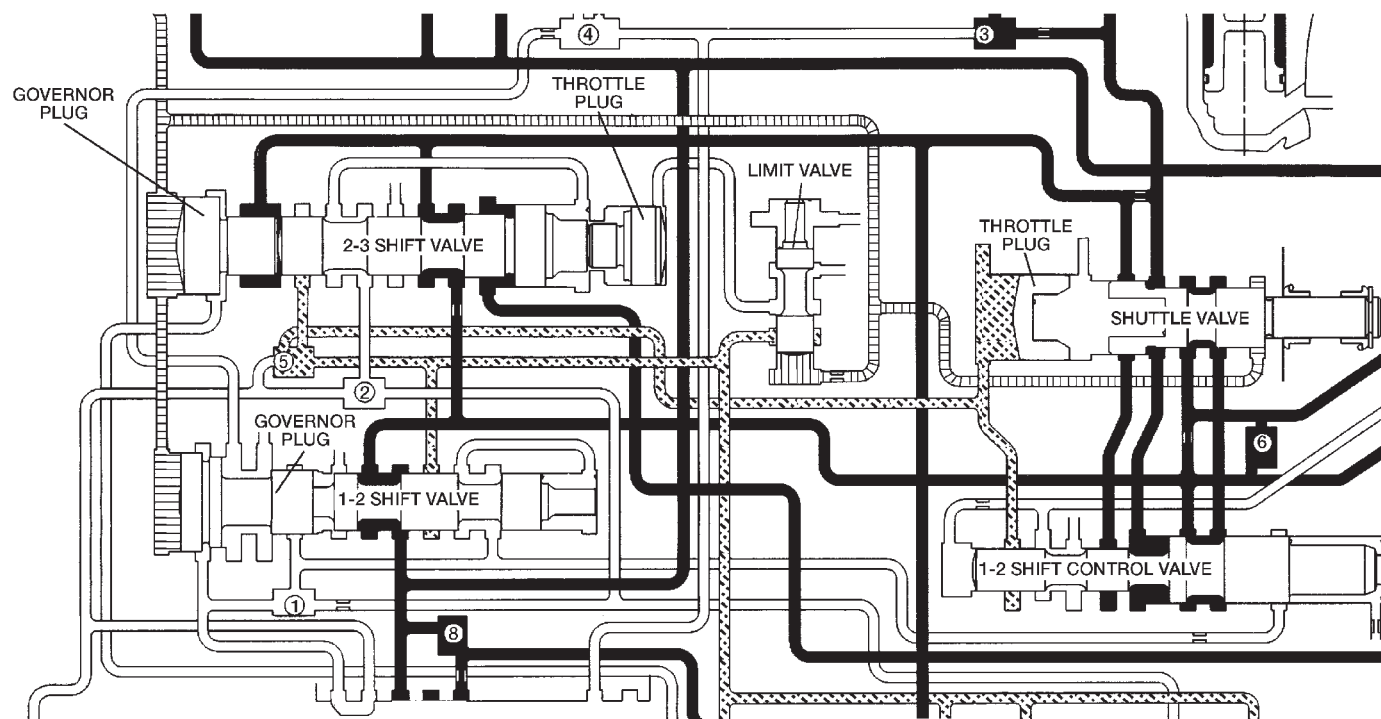 ④
③
GOVERNOR
PLUG
THROTTLE
PLUG
LIMIT VALVE
THROTTLE
PLUG
2-3 SHIFT VALVE
SHUTTLE VALVE
⑤
②
GOVERNOR
PLUG
⑥
1-2 SHIFT VALVE
1-2 SHIFT CONTROL VALVE
①
⑧